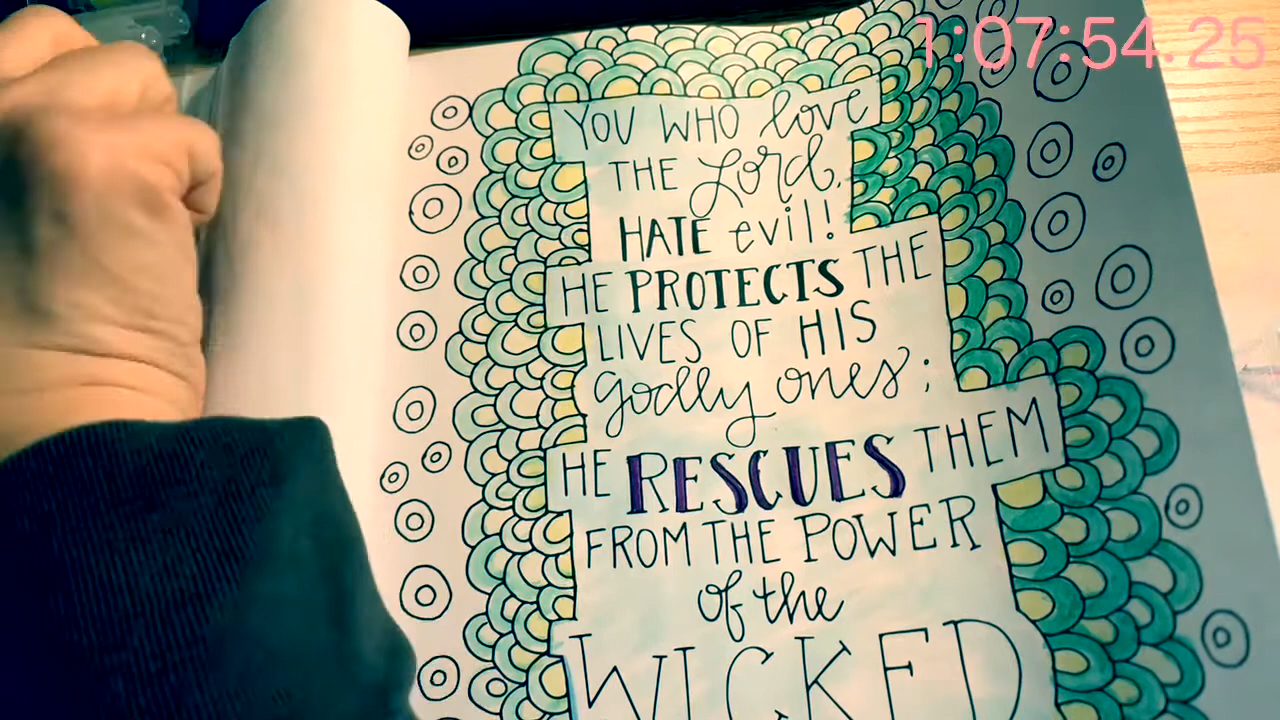 1:07:54.25
YOU WHO love
THE Lord,
HATE evil!
HE PROTECTS THE
LIVES OF HIS
godly ones;
HE RESCUES THEM
FROM THE POWER
of the
WICKED